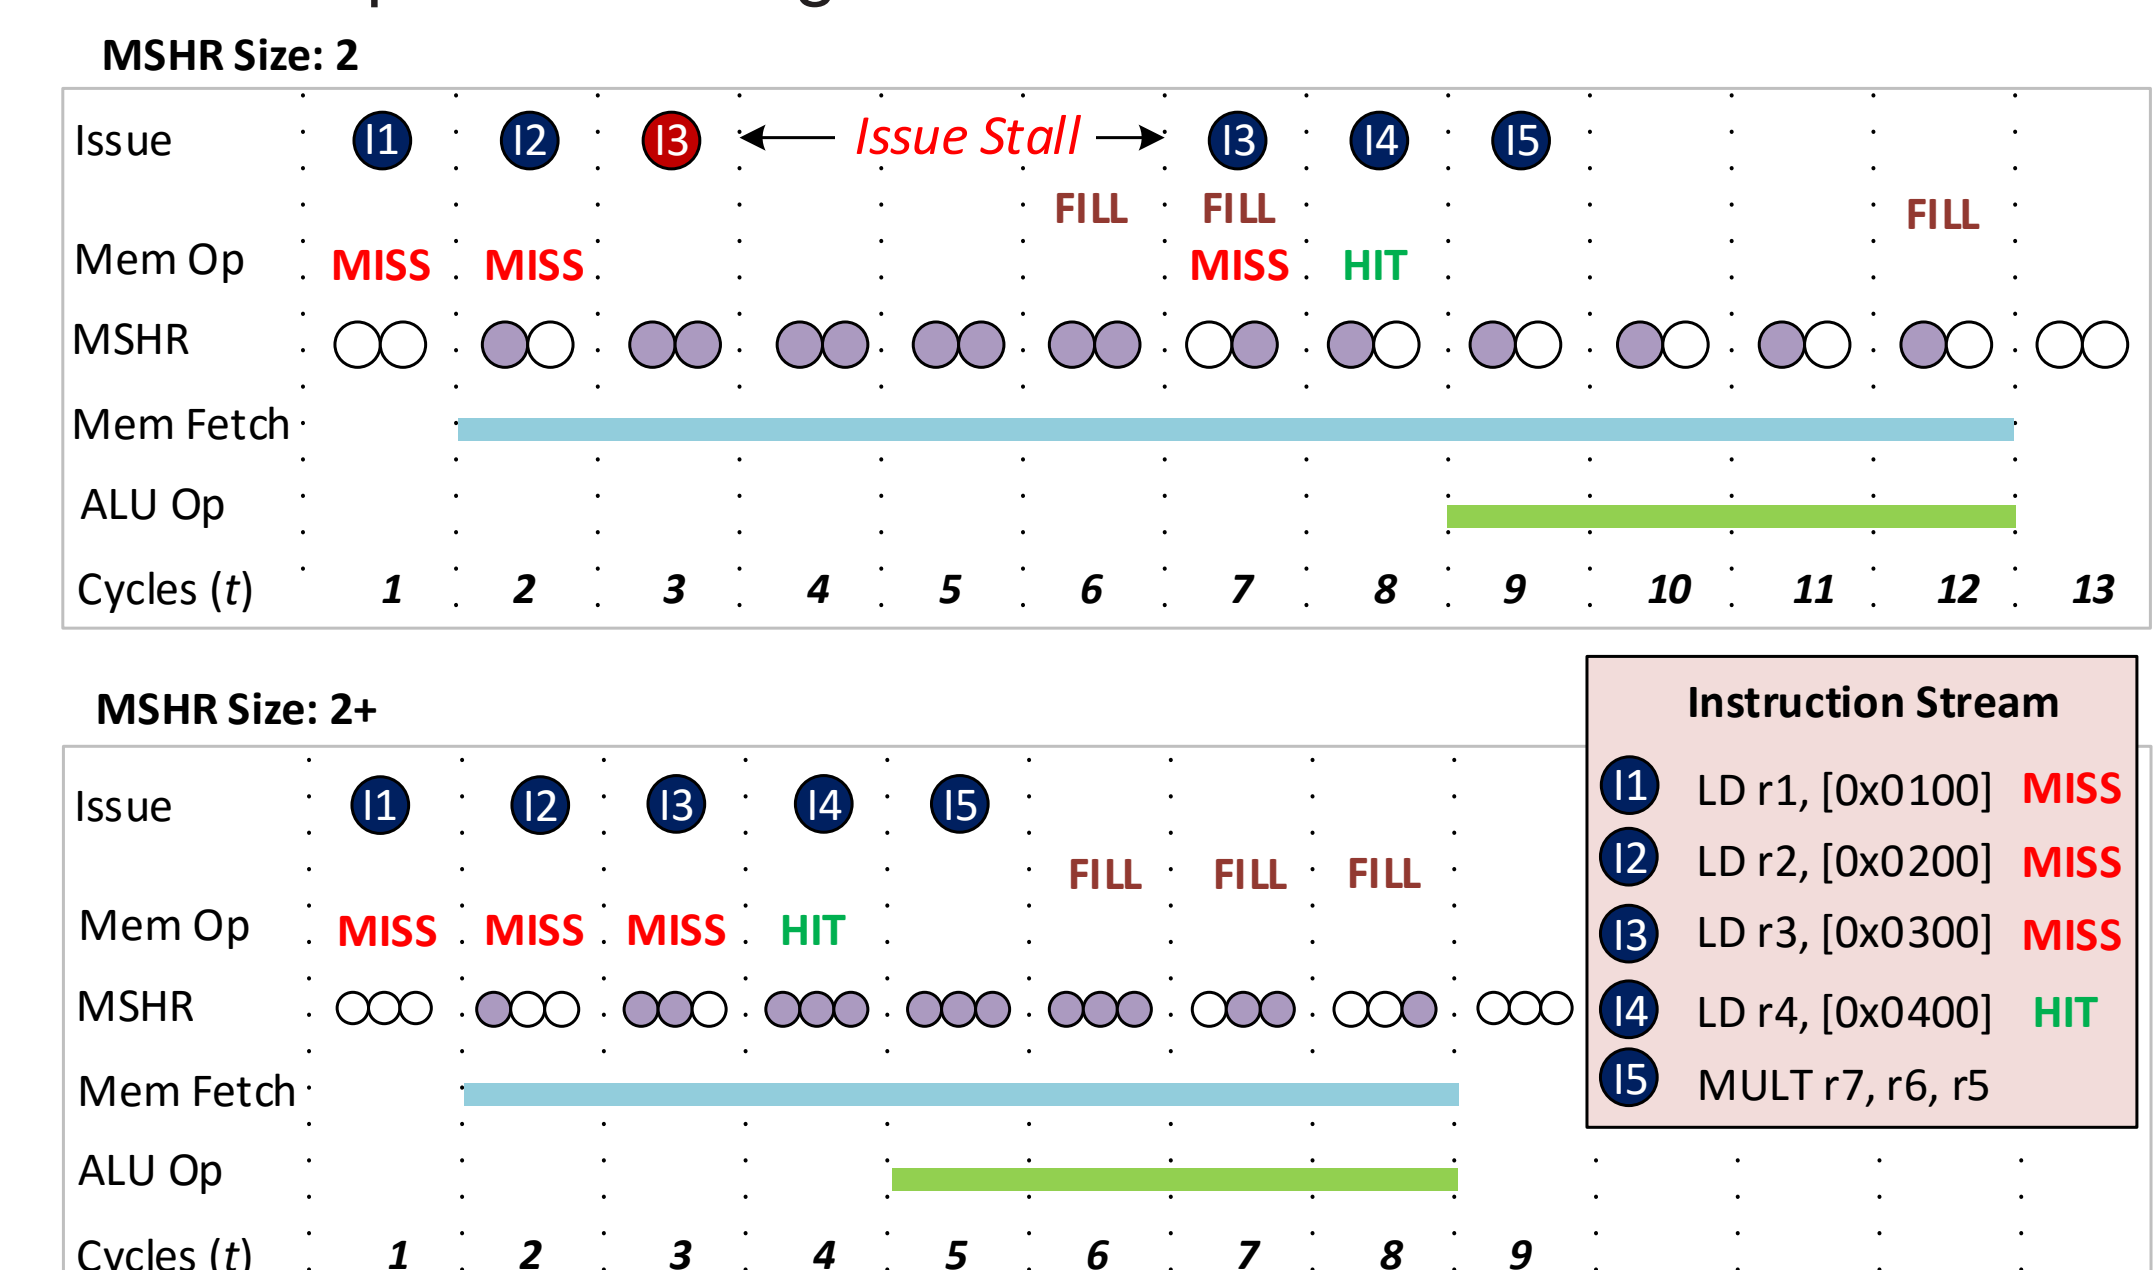 MSHR Size: 2
Issue I1 I2 I3 Issue Stall I3 I4 I5
FILL FILL FILL
Mem Op MISS MISS MISS HIT
MSHR
Mem Fetch
ALU Op
Cycles (t) 1 2 3 4 5 6 7 8 9 10 11 12 13
MSHR Size: 2+
Issue I1 I2 I3 I4 I5
FILL FILL FILL
Mem Op MISS MISS MISS HIT
MSHR
Mem Fetch
ALU Op
Cycles (t) 1 2 3 4 5 6 7 8 9
Instruction Stream
I1 LD r1, [0x0100] MISS
I2 LD r2, [0x0200] MISS
I3 LD r3, [0x0300] MISS
I4 LD r4, [0x0400] HIT
I5 MULT r7, r6, r5